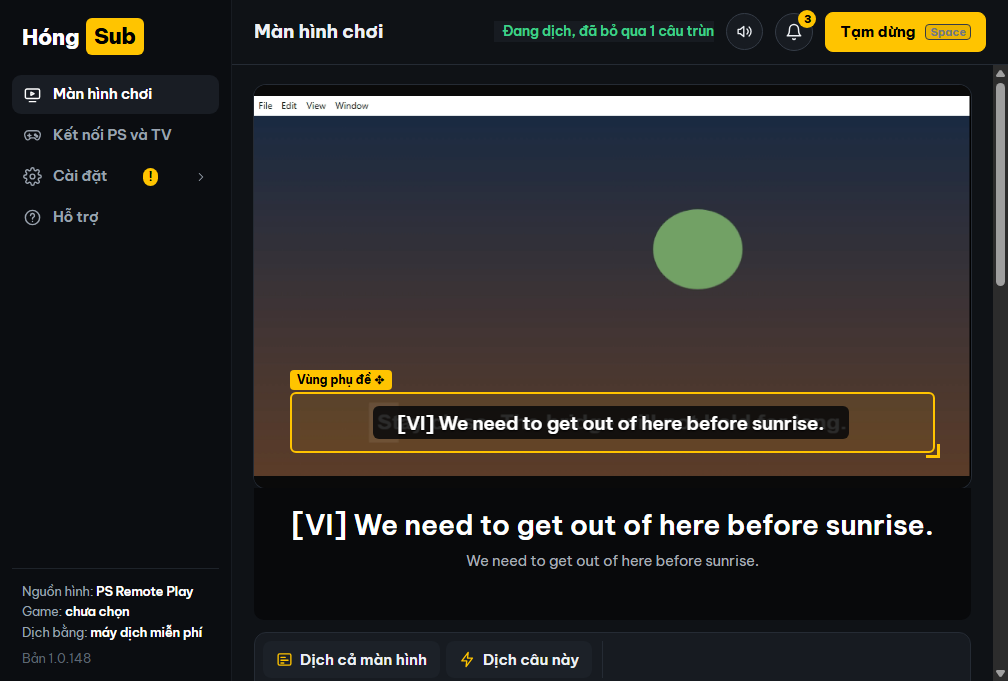 Hóng Sub
Màn hình chơi
Kết nối PS và TV
Cài đặt
!
Hỗ trợ
Nguồn hình: PS Remote Play
Game: chưa chọn
Dịch bằng: máy dịch miễn phí
Bản 1.0.148
Màn hình chơi
Đang dịch, đã bỏ qua 1 câu trùn
3
Tạm dừng Space
File Edit View Window
Vùng phụ đề
[VI] We need to get out of here before sunrise.
[VI] We need to get out of here before sunrise.
We need to get out of here before sunrise.
Dịch cả màn hình
Dịch câu này